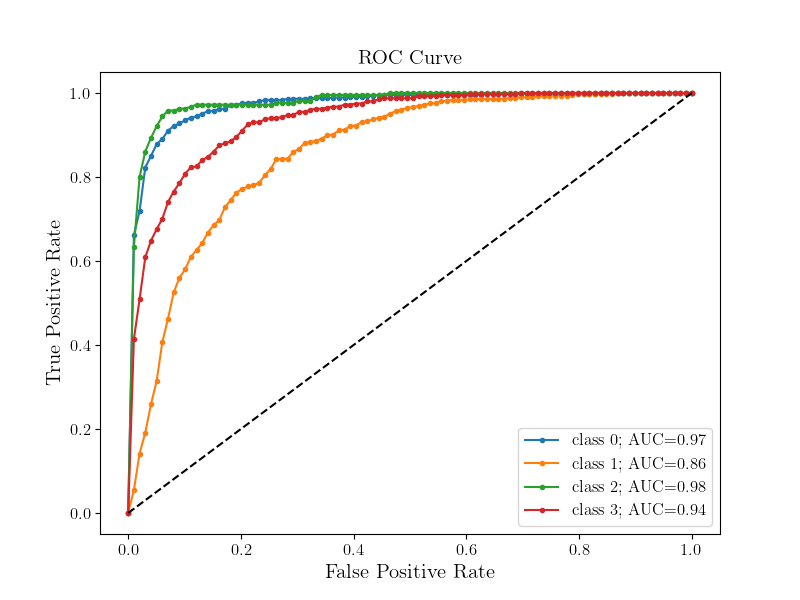 ROC Curve
True Positive Rate
1.0
0.8
0.6
0.4
0.2
0.0
class 0; AUC=0.97
class 1; AUC=0.86
class 2; AUC=0.98
class 3; AUC=0.94
0.0 0.2 0.4 0.6 0.8 1.0
False Positive Rate